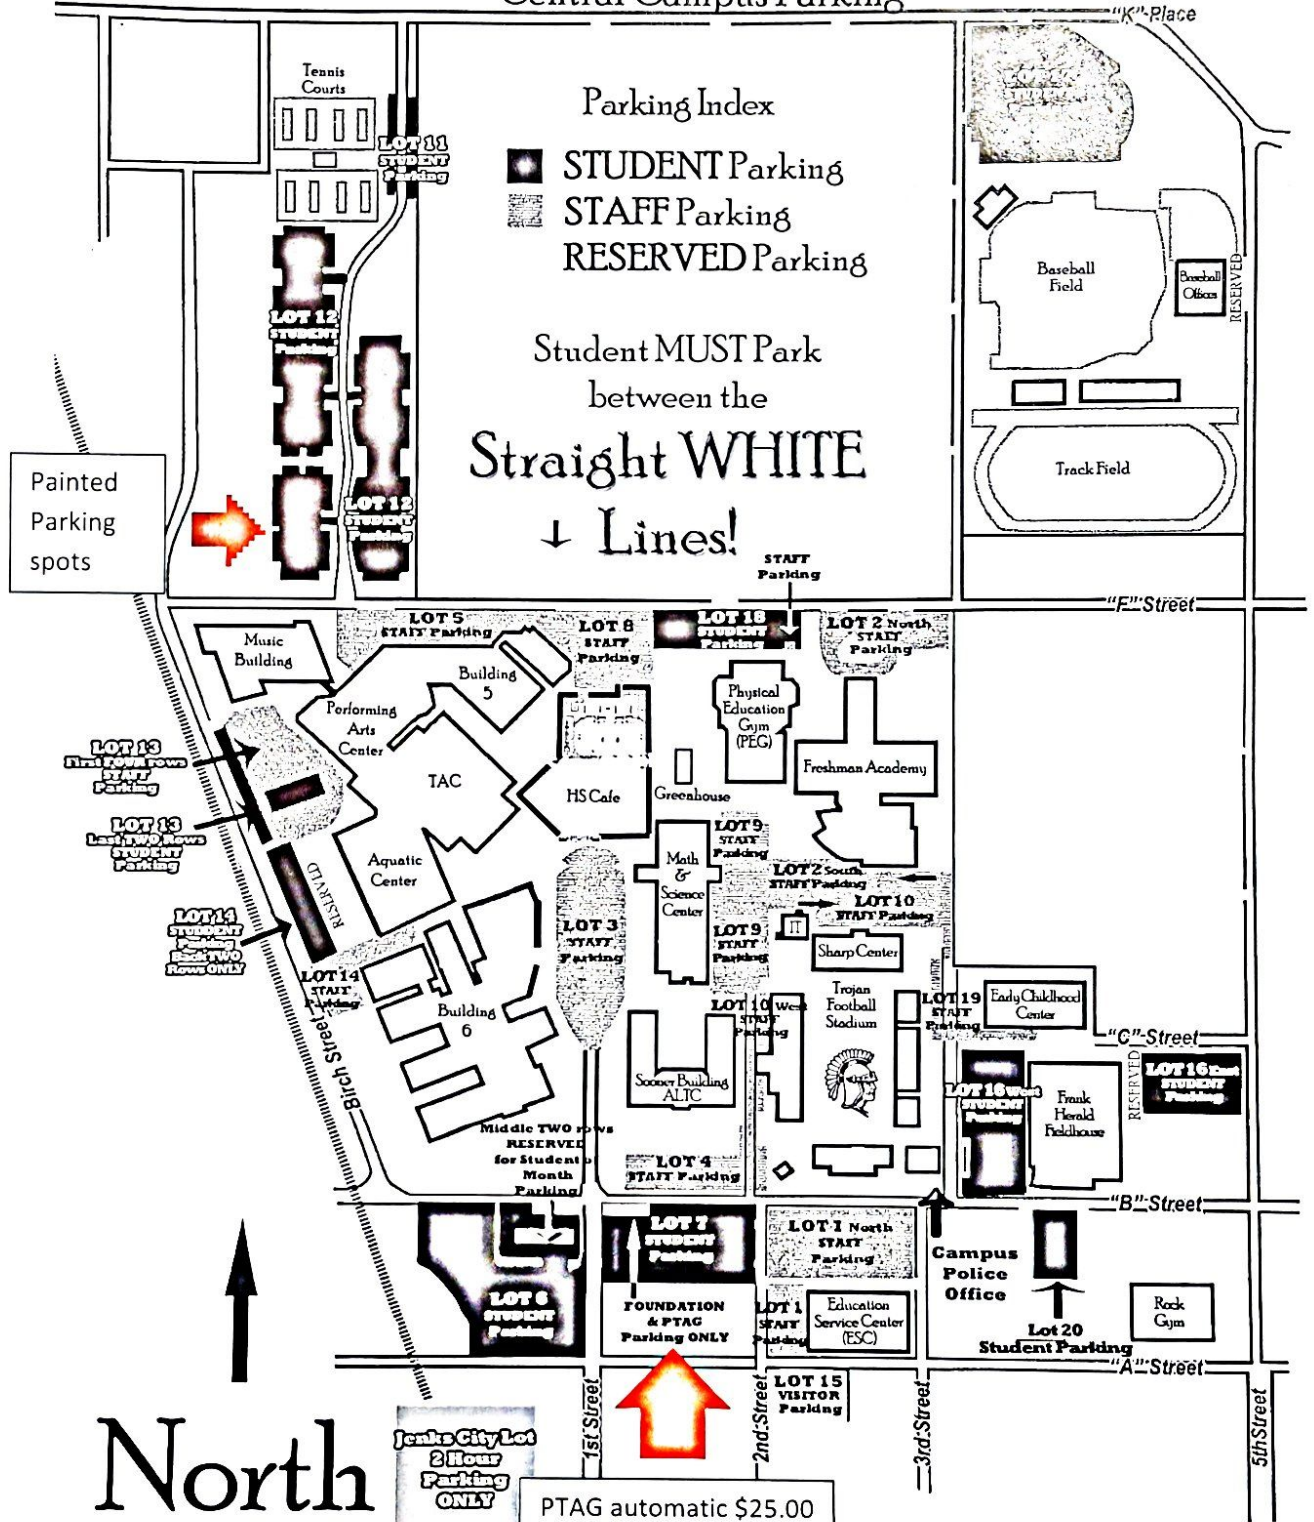 Central Campus Parking
"K" Place
Tennis
Courts
LOT 11
STUDENT
Parking
Parking Index
STUDENT Parking
STAFF Parking
RESERVED Parking
Student MUST Park
between the
Straight WHITE
↓ Lines!
Baseball
Field
Baseball
Offices
RESERVED
Track Field
LOT 12
STUDENT
Parking
LOT 12
STUDENT
Parking
Painted
Parking
spots
STAFF
Parking
"F" Street
LOT 5
STAFF Parking
LOT 8
STAFF
Parking
LOT 18
STUDENT
Parking
LOT 2 North
STAFF
Parking
Music
Building
Building
5
Performing
Arts
Center
Physical
Education
Gym
(PEG)
Freshman Academy
LOT 13
First FOUR rows
STAFF
Parking
TAC
HS Cafe
Greenhouse
LOT 13
Last TWO Rows
STUDENT
Parking
Aquatic
Center
Math
&
Science
Center
LOT 9
STAFF
Parking
LOT 2 South
STAFF Parking
LOT 10
STAFF Parking
RESERVED
LOT 14
STUDDENT
Parking
Back TWO
Rows ONLY
LOT 3
STAFF
Parking
LOT 9
STAFF
Parking
IT
Sharp Center
LOT 14
STAFF
Parking
Building
6
LOT 10 West
STAFF
Parking
Trojan
Football
Stadium
LOT 19
STAFF
Parking
Early Childhood
Center
"C" Street
Birch Street
Sooner Building
ALTC
LOT 16 West
STUDENT
Parking
Frank
Herald
Fieldhouse
RESERVED
LOT 16 East
STUDENT
Parking
Middle TWO rows
RESERVED
for Student of
Month
Parking
LOT 4
STAFF Parking
"B" Street
LOT 7
STUDENT
Parking
LOT 1 North
STAFF
Parking
Campus
Police
Office
LOT 6
STUDENT
Parking
FOUNDATION
& PTAG
Parking ONLY
LOT 1
STAFF
Parking
Education
Service Center
(ESC)
Lot 20
Student Parking
Rock
Gym
"A" Street
LOT 15
VISITOR
Parking
1st Street
2nd Street
3rd Street
5th Street
North
Jenks City Lot
2 Hour
Parking
ONLY
PTAG automatic $25.00